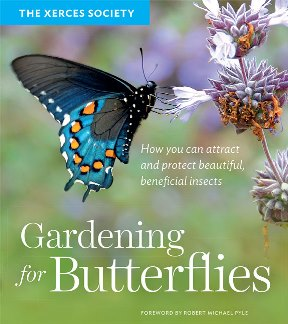 THE XERCES SOCIETY
How you can attract
and protect beautiful,
beneficial insects
Gardening
for Butterflies
FOREWORD BY ROBERT MICHAEL PYLE